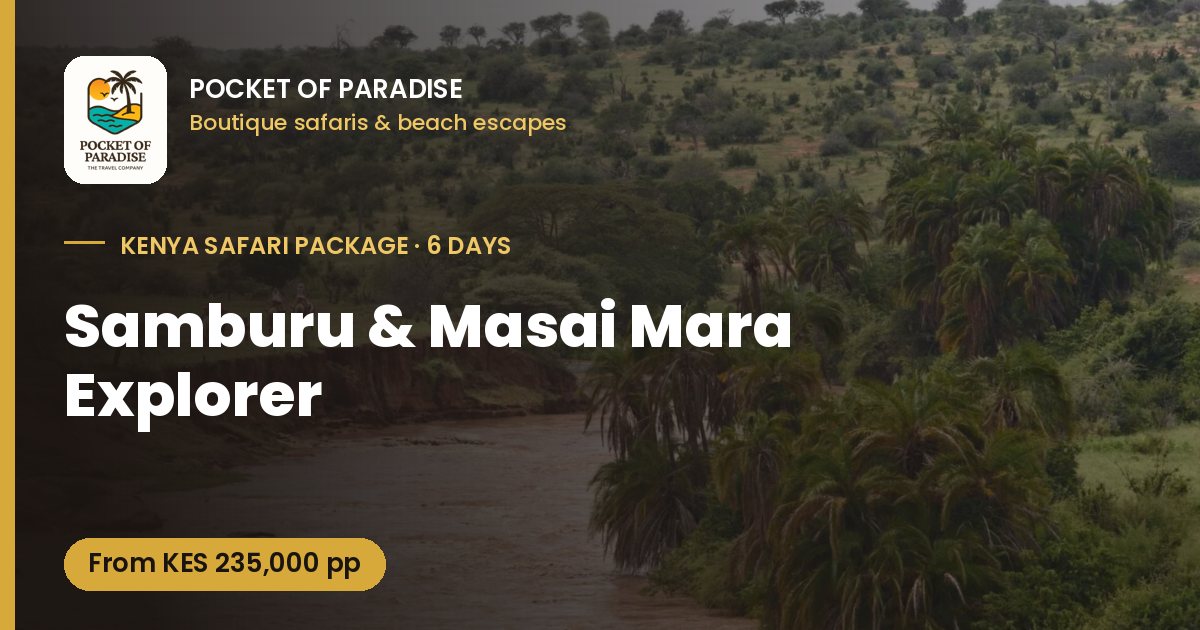 POCKET OF
PARADISE
THE TRAVEL COMPANY
POCKET OF PARADISE
Boutique safaris & beach escapes
KENYA SAFARI PACKAGE · 6 DAYS
Samburu & Masai Mara
Explorer
From KES 235,000 pp